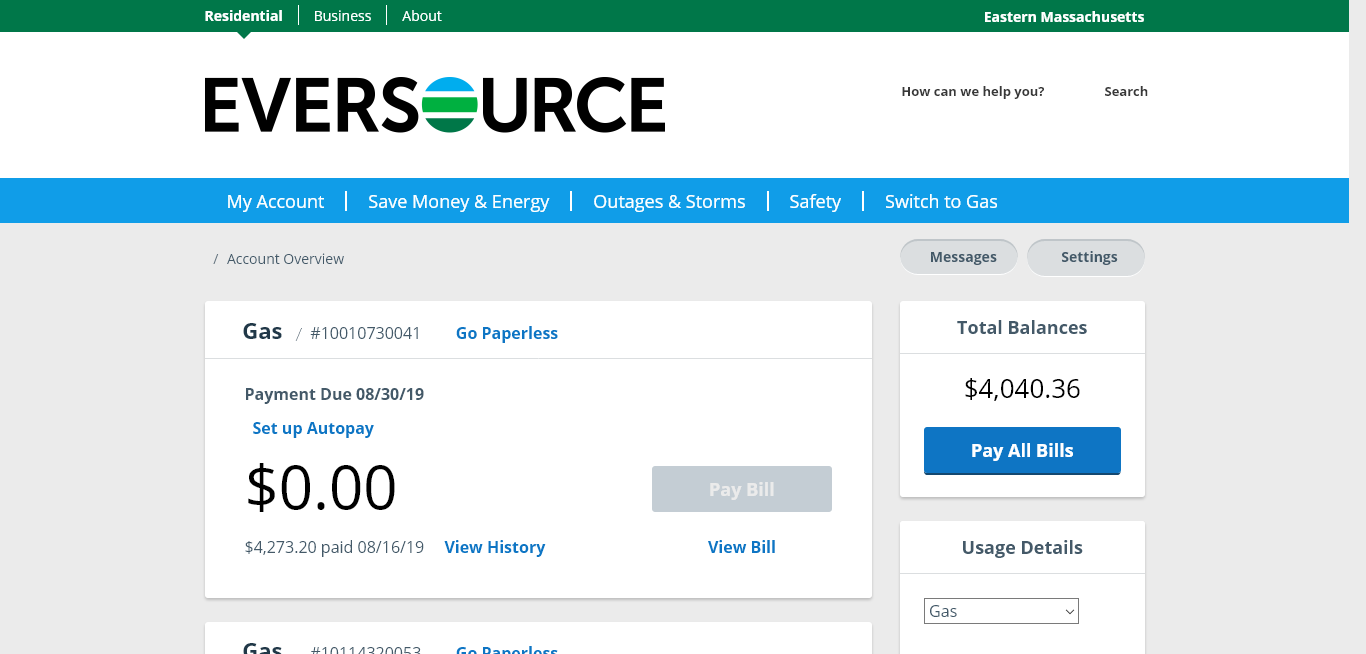 Residential Business About Eastern Massachusetts
EVERSOURCE
How can we help you? Search
My Account Save Money & Energy Outages & Storms Safety Switch to Gas
/ Account Overview
Messages Settings
Gas / #10010730041 Go Paperless
Payment Due 08/30/19
Set up Autopay
$0.00
Pay Bill
$4,273.20 paid 08/16/19 View History View Bill
Total Balances
$4,040.36
Pay All Bills
Usage Details
Gas
Gas #10114320053 Go Paperless